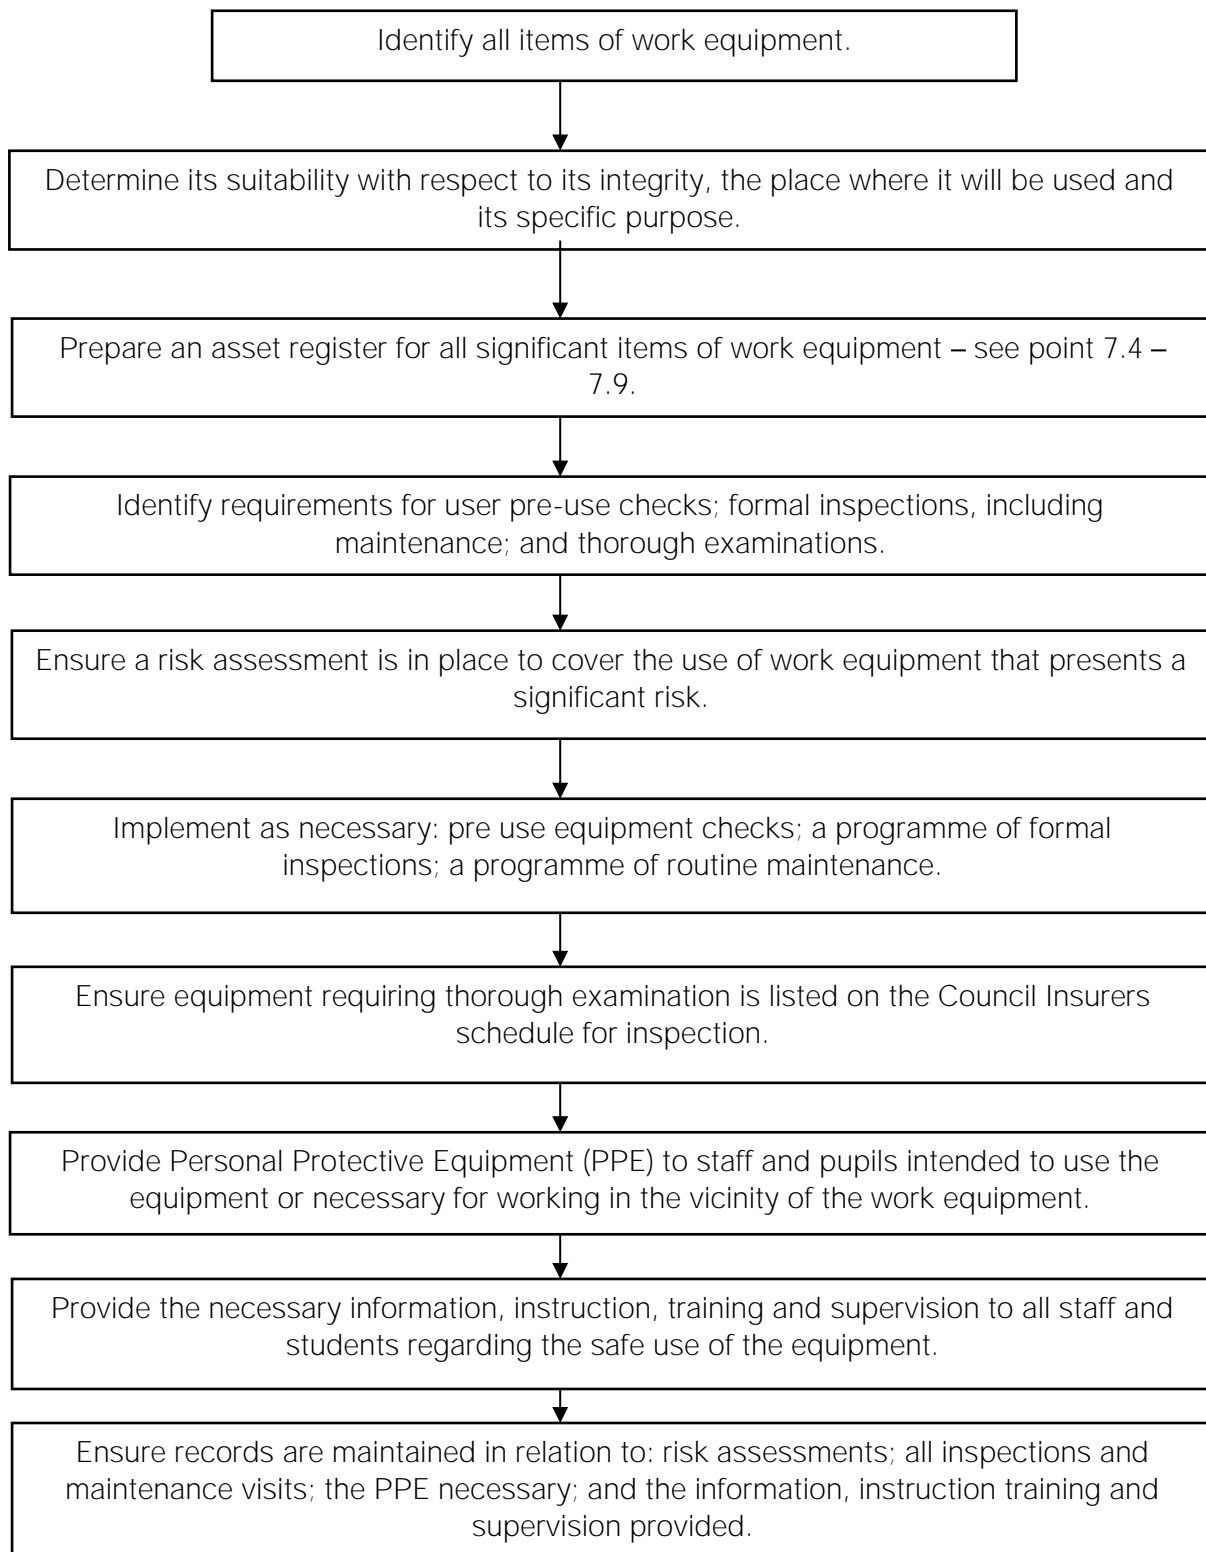 Identify all items of work equipment.
Determine its suitability with respect to its integrity, the place where it will be used and
its specific purpose.
Prepare an asset register for all significant items of work equipment – see point 7.4 –
7.9.
Identify requirements for user pre-use checks; formal inspections, including
maintenance; and thorough examinations.
Ensure a risk assessment is in place to cover the use of work equipment that presents a
significant risk.
Implement as necessary: pre use equipment checks; a programme of formal
inspections; a programme of routine maintenance.
Ensure equipment requiring thorough examination is listed on the Council Insurers
schedule for inspection.
Provide Personal Protective Equipment (PPE) to staff and pupils intended to use the
equipment or necessary for working in the vicinity of the work equipment.
Provide the necessary information, instruction, training and supervision to all staff and
students regarding the safe use of the equipment.
Ensure records are maintained in relation to: risk assessments; all inspections and
maintenance visits; the PPE necessary; and the information, instruction training and
supervision provided.